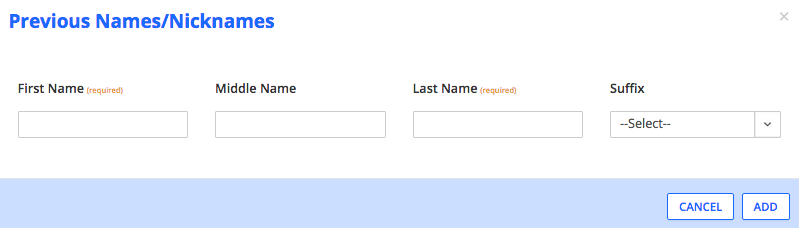 Previous Names/Nicknames
×
First Name (required)
Middle Name
Last Name (required)
Suffix
--Select--
CANCEL
ADD